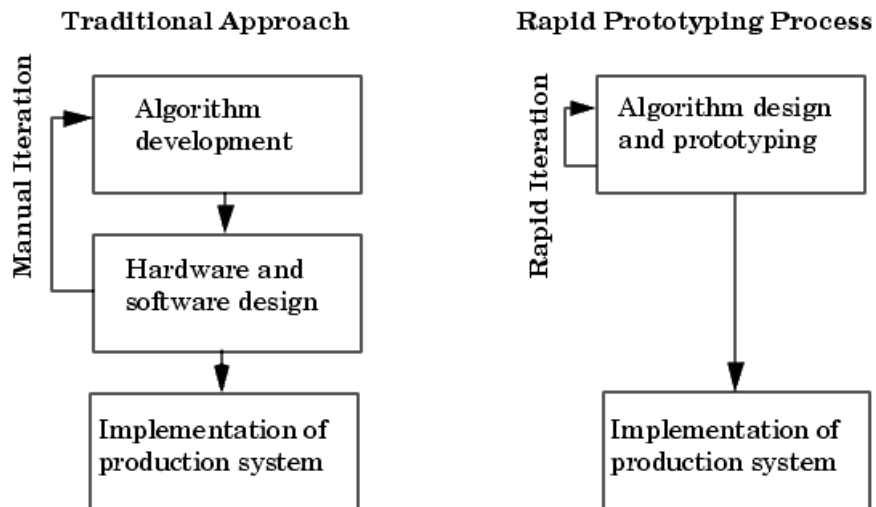 Traditional Approach
Manual Iteration
Algorithm
development
Hardware and
software design
Implementation of
production system
Rapid Prototyping Process
Rapid Iteration
Algorithm design
and prototyping
Implementation of
production system